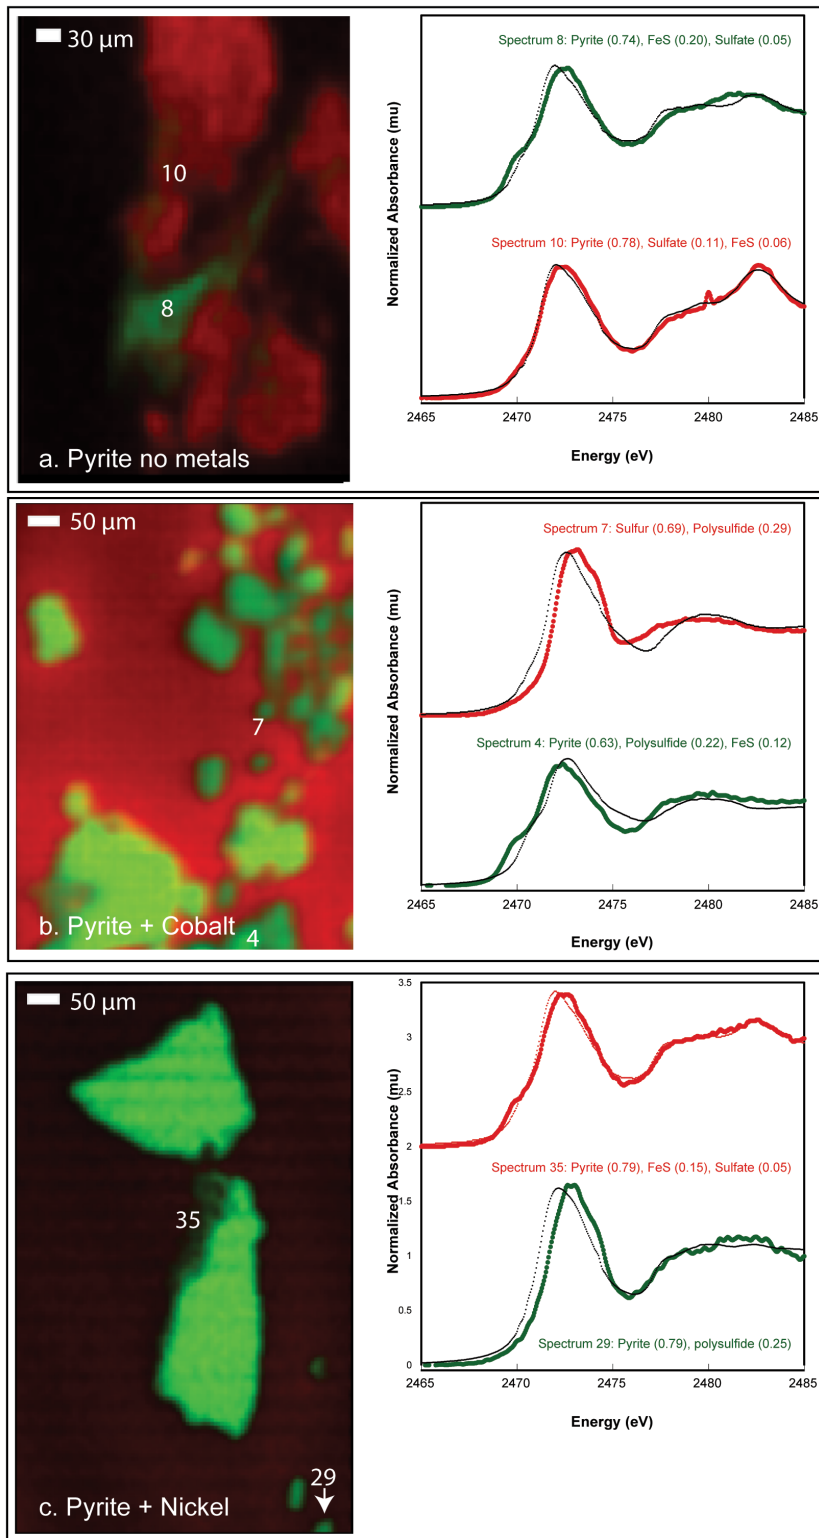 30 µm
10
8
a. Pyrite no metals
Spectrum 8: Pyrite (0.74), FeS (0.20), Sulfate (0.05)
Spectrum 10: Pyrite (0.78), Sulfate (0.11), FeS (0.06)
Normalized Absorbance (mu)
2465 2470 2475 2480 2485
Energy (eV)
50 µm
7
4
b. Pyrite + Cobalt
Spectrum 7: Sulfur (0.69), Polysulfide (0.29)
Spectrum 4: Pyrite (0.63), Polysulfide (0.22), FeS (0.12)
Normalized Absorbance (mu)
2465 2470 2475 2480 2485
Energy (eV)
50 µm
35
29
c. Pyrite + Nickel
3.5
3
2.5
2
1.5
1
0.5
0
Normalized Absorbance (mu)
Spectrum 35: Pyrite (0.79), FeS (0.15), Sulfate (0.05)
Spectrum 29: Pyrite (0.79), polysulfide (0.25)
2465 2470 2475 2480 2485
Energy (eV)